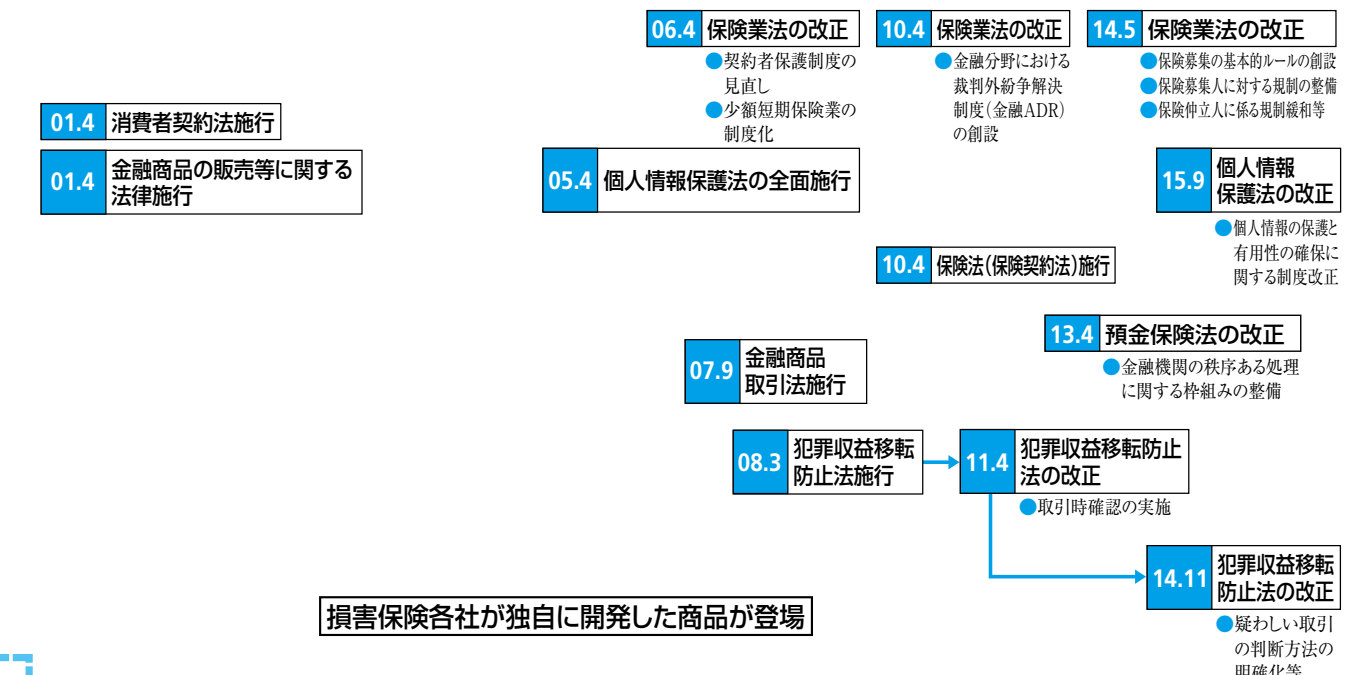 06.4 保険業法の改正
●契約者保護制度の
見直し
●少額短期保険業の
制度化
10.4 保険業法の改正
●金融分野における
裁判外紛争解決
制度(金融ADR)
の創設
14.5 保険業法の改正
●保険募集の基本的ルールの創設
●保険募集人に対する規制の整備
●保険仲立人に係る規制緩和等
01.4 消費者契約法施行
01.4 金融商品の販売等に関する
法律施行
05.4 個人情報保護法の全面施行
15.9 個人情報
保護法の改正
●個人情報の保護と
有用性の確保に
関する制度改正
10.4 保険法(保険契約法)施行
13.4 預金保険法の改正
●金融機関の秩序ある処理
に関する枠組みの整備
07.9 金融商品
取引法施行
08.3 犯罪収益移転
防止法施行
11.4 犯罪収益移転防止
法の改正
●取引時確認の実施
14.11 犯罪収益移転
防止法の改正
●疑わしい取引
の判断方法の
明確化等
損害保険各社が独自に開発した商品が登場